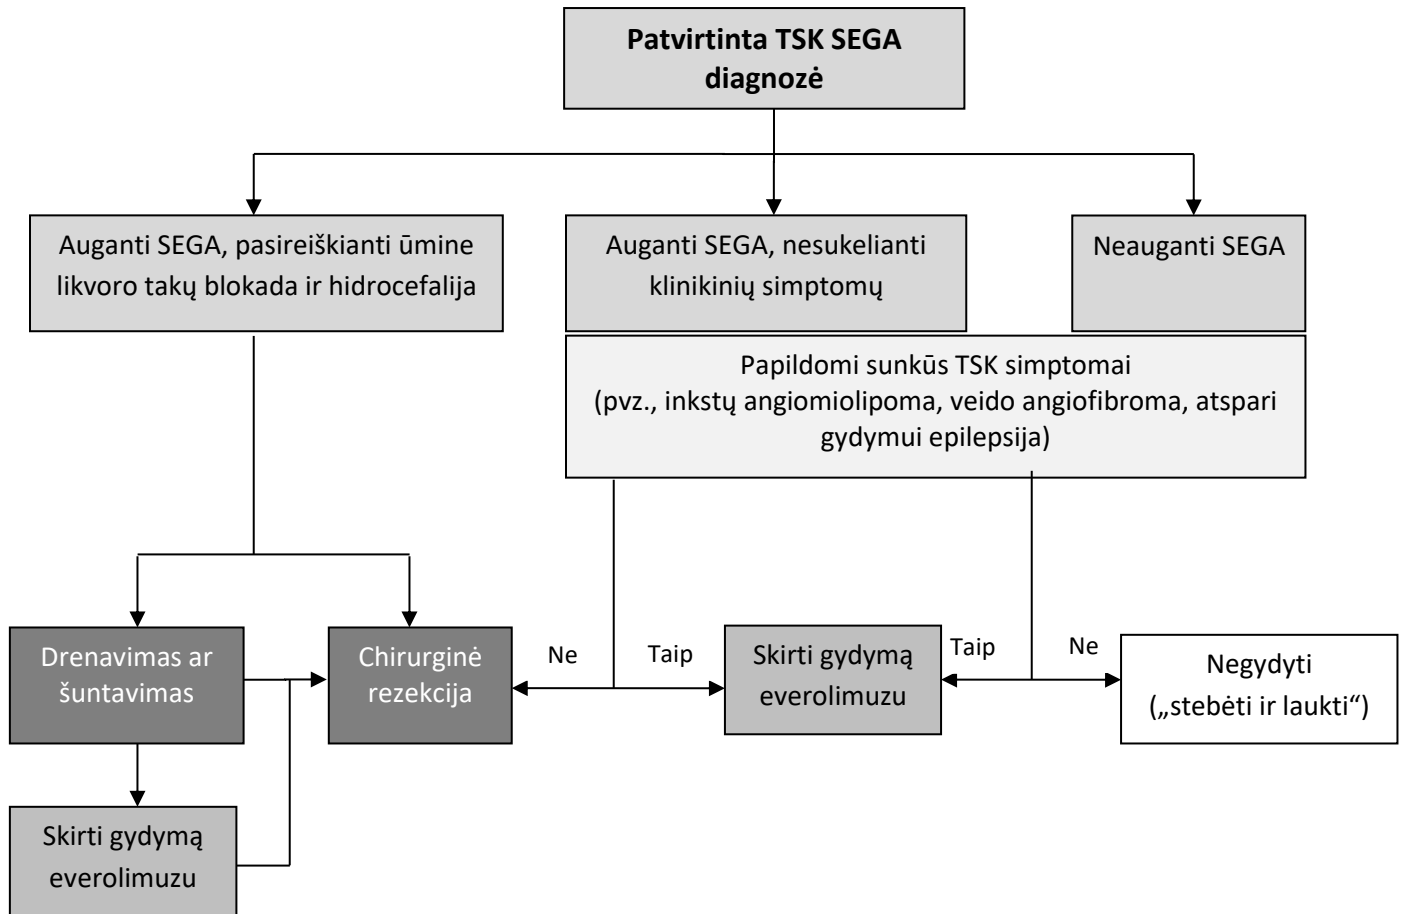 Patvirtinta TSK SEGA
diagnozė
Auganti SEGA, pasireiškianti ūmine
likvoro takų blokada ir hidrocefalija
Auganti SEGA, nesukelianti
klinikinių simptomų
Neauganti SEGA
Papildomi sunkūs TSK simptomai
(pvz., inkstų angiomiolipoma, veido angiofibroma, atspari
gydymui epilepsija)
Drenavimas ar
šuntavimas
Chirurginė
rezekcija
Ne
Taip
Skirti gydymą
everolimuzu
Taip
Ne
Negydyti
(„stebėti ir laukti“)
Skirti gydymą
everolimuzu